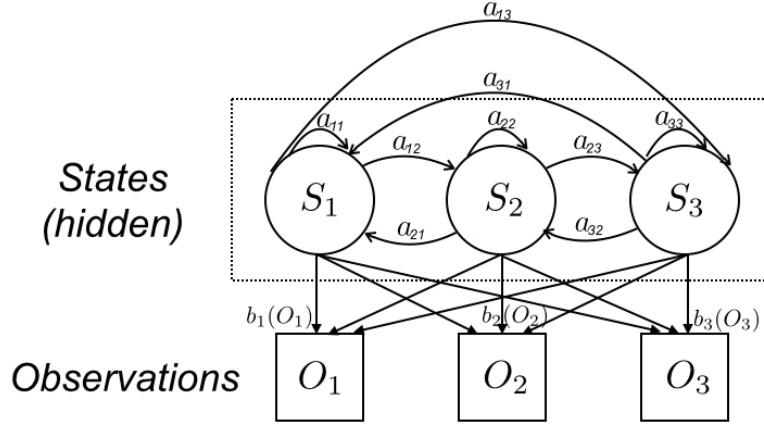 a₁₃
a₃₁
a₁₁
a₁₂
a₂₂
a₂₃
a₃₃
States
(hidden)
S₁
S₂
S₃
a₂₁
a₃₂
b₁(O₁)
b₂(O₂)
b₃(O₃)
Observations
O₁
O₂
O₃